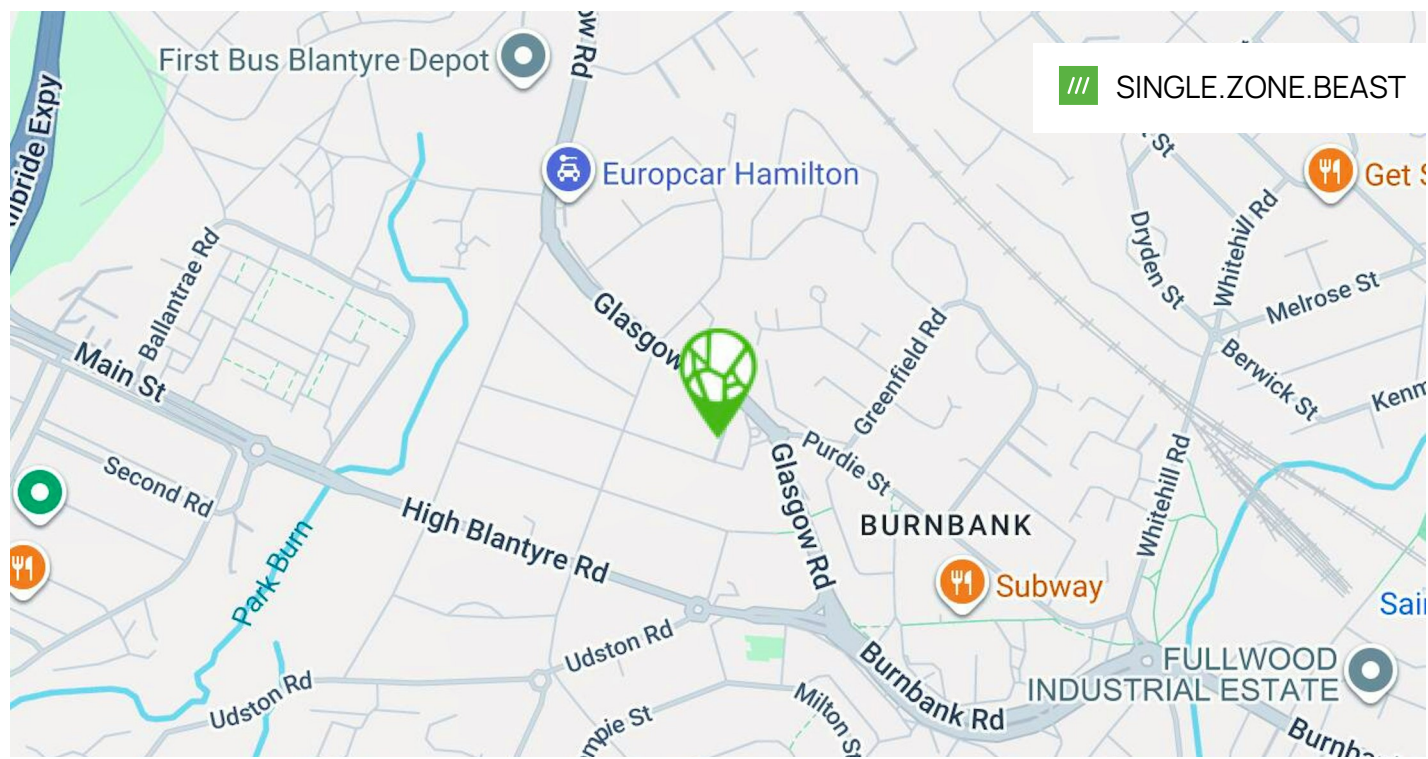 First Bus Blantyre Depot
/// SINGLE.ZONE.BEAST
Europcar Hamilton
Get
Ballantrae Rd
Main St
Second Rd
Park Burn
High Blantyre Rd
Glasgow
Glasgow Rd
Greenfield Rd
Purdie St
BURNBANK
Subway
Dryden St
Whitehill Rd
Melrose St
Berwick St
Whitehill Rd
FULLWOOD
INDUSTRIAL ESTATE
Udston Rd
Udston Rd
Milton St
Burnbank Rd